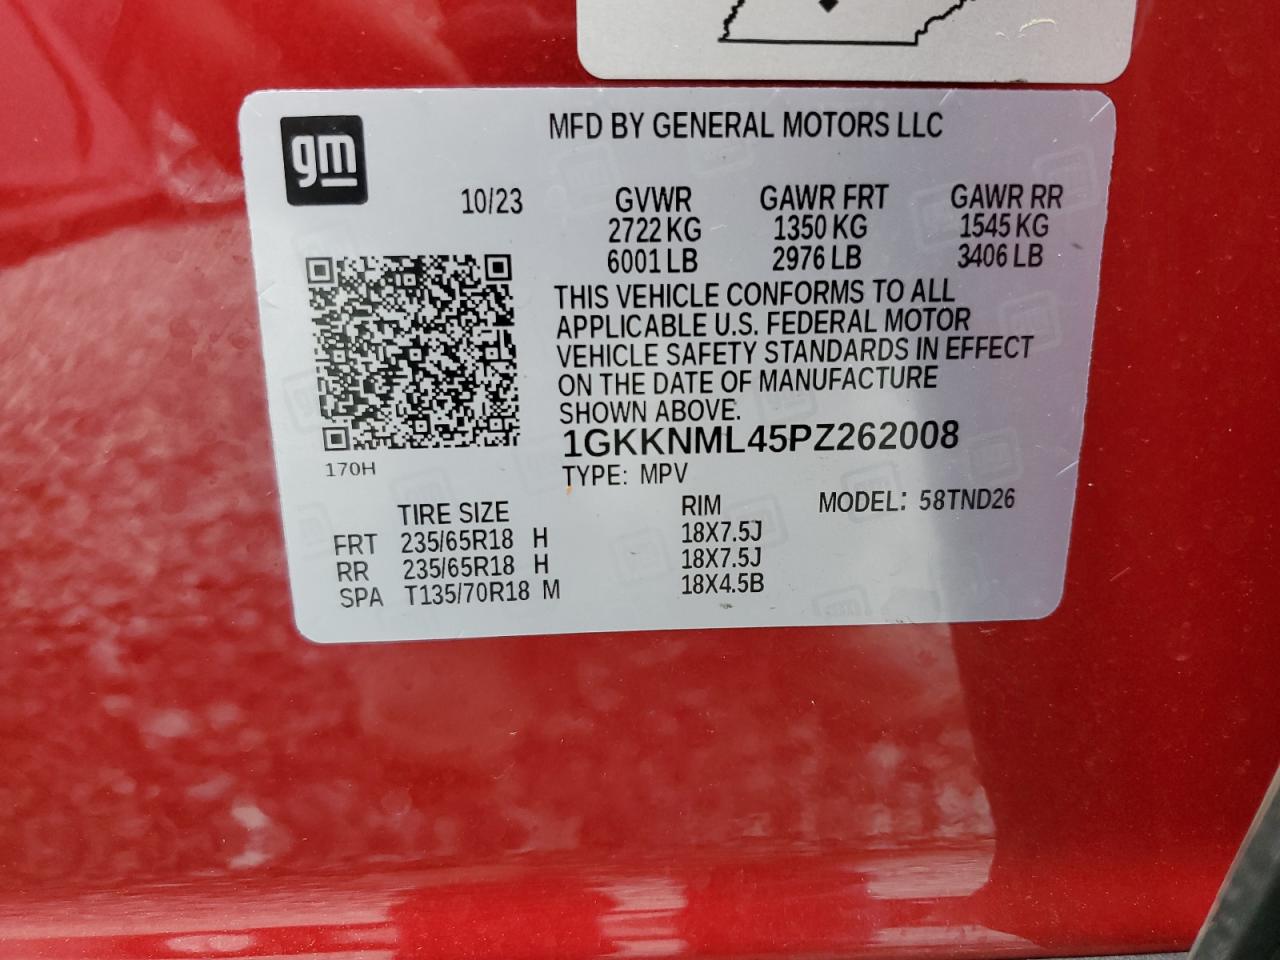 gm
MFD BY GENERAL MOTORS LLC
10/23 GVWR GAWR FRT GAWR RR
2722 KG 1350 KG 1545 KG
6001 LB 2976 LB 3406 LB
THIS VEHICLE CONFORMS TO ALL
APPLICABLE U.S. FEDERAL MOTOR
VEHICLE SAFETY STANDARDS IN EFFECT
ON THE DATE OF MANUFACTURE
SHOWN ABOVE.
1GKKNML45PZ262008
170H
TYPE: MPV
TIRE SIZE RIM MODEL: 58TND26
FRT 235/65R18 H 18X7.5J
RR 235/65R18 H 18X7.5J
SPA T135/70R18 M 18X4.5B